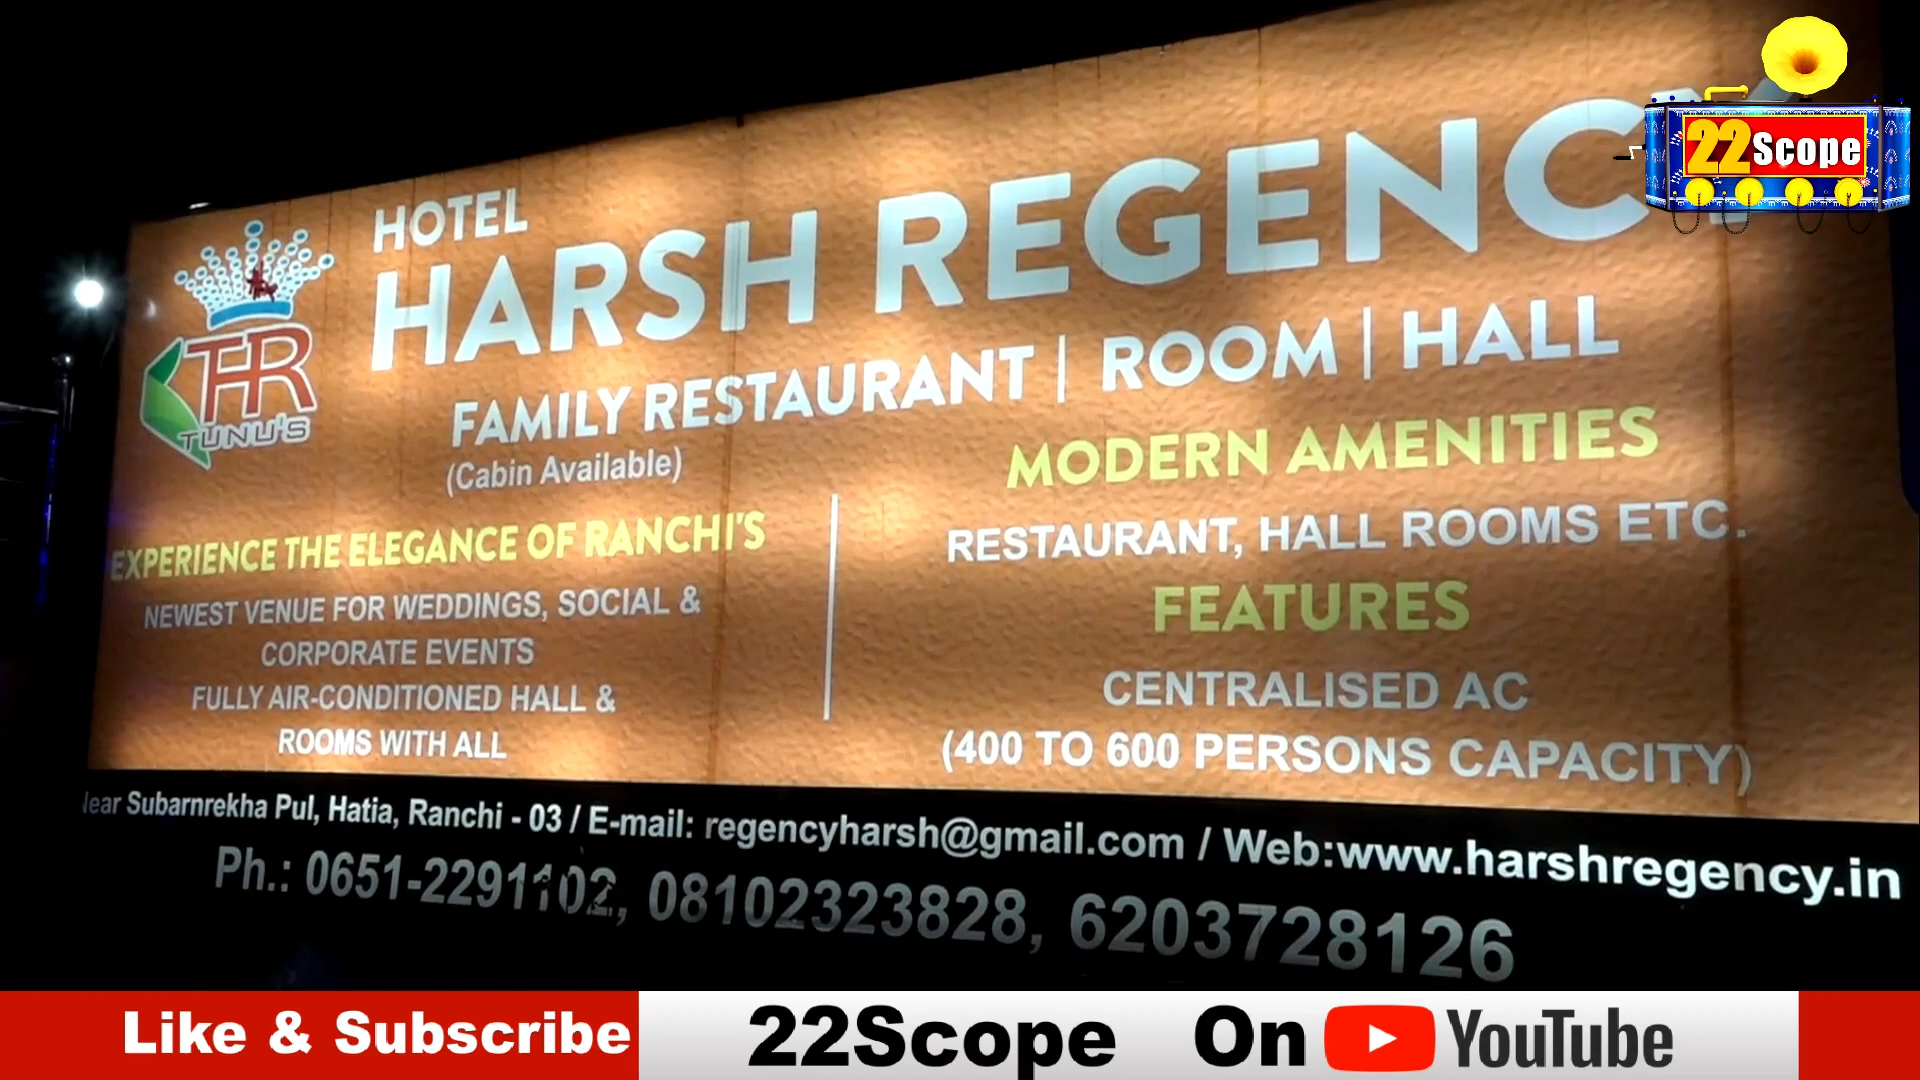 HOTEL
HARSH REGENCY
FAMILY RESTAURANT | ROOM | HALL
(Cabin Available)
THR
TUNU'S
EXPERIENCE THE ELEGANCE OF RANCHI'S
NEWEST VENUE FOR WEDDINGS, SOCIAL &
CORPORATE EVENTS
FULLY AIR-CONDITIONED HALL &
ROOMS WITH ALL
MODERN AMENITIES
RESTAURANT, HALL ROOMS ETC.
FEATURES
CENTRALISED AC
(400 TO 600 PERSONS CAPACITY)
Near Subarnrekha Pul, Hatia, Ranchi - 03 / E-mail: regencyharsh@gmail.com / Web:www.harshregency.in
Ph.: 0651-2291102, 08102323828, 6203728126
22Scope
Like & Subscribe 22Scope On YouTube